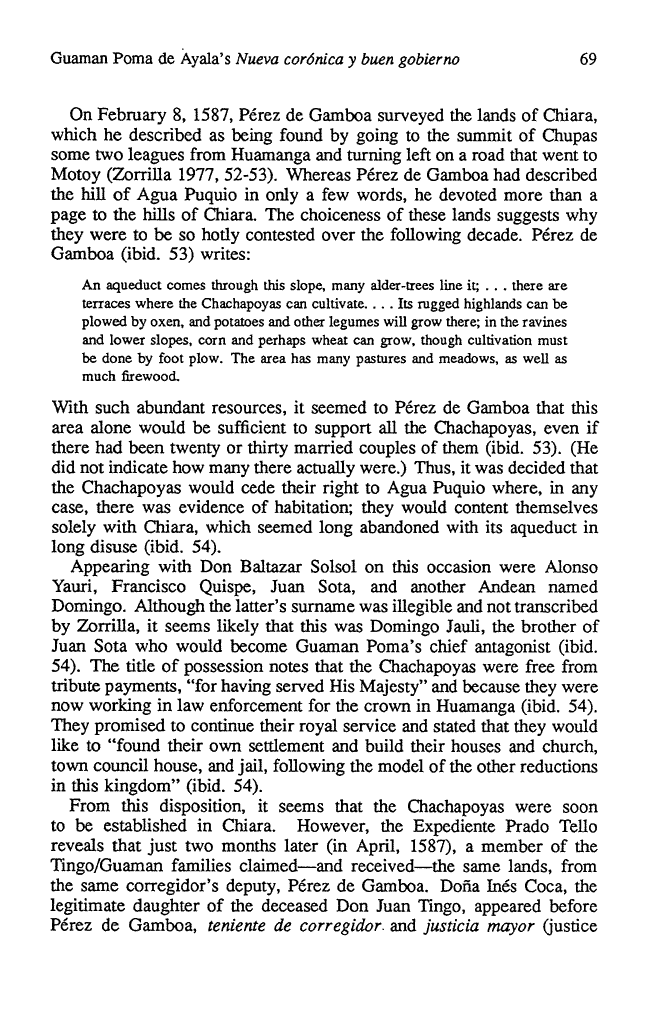 Guaman Poma de Ayala's Nueva corónica y buen gobierno 69
On February 8, 1587, Pérez de Gamboa surveyed the lands of Chiara,
which he described as being found by going to the summit of Chupas
some two leagues from Huamanga and turning left on a road that went to
Motoy (Zorrilla 1977, 52-53). Whereas Pérez de Gamboa had described
the hill of Agua Puquio in only a few words, he devoted more than a
page to the hills of Chiara. The choiceness of these lands suggests why
they were to be so hotly contested over the following decade. Pérez de
Gamboa (ibid. 53) writes:
An aqueduct comes through this slope, many alder-trees line it; . . . there are
terraces where the Chachapoyas can cultivate. . . . Its rugged highlands can be
plowed by oxen, and potatoes and other legumes will grow there; in the ravines
and lower slopes, corn and perhaps wheat can grow, though cultivation must
be done by foot plow. The area has many pastures and meadows, as well as
much firewood.
With such abundant resources, it seemed to Pérez de Gamboa that this
area alone would be sufficient to support all the Chachapoyas, even if
there had been twenty or thirty married couples of them (ibid. 53). (He
did not indicate how many there actually were.) Thus, it was decided that
the Chachapoyas would cede their right to Agua Puquio where, in any
case, there was evidence of habitation; they would content themselves
solely with Chiara, which seemed long abandoned with its aqueduct in
long disuse (ibid. 54).
Appearing with Don Baltazar Solsol on this occasion were Alonso
Yauri, Francisco Quispe, Juan Sota, and another Andean named
Domingo. Although the latter's surname was illegible and not transcribed
by Zorrilla, it seems likely that this was Domingo Jauli, the brother of
Juan Sota who would become Guaman Poma's chief antagonist (ibid.
54). The title of possession notes that the Chachapoyas were free from
tribute payments, “for having served His Majesty” and because they were
now working in law enforcement for the crown in Huamanga (ibid. 54).
They promised to continue their royal service and stated that they would
like to “found their own settlement and build their houses and church,
town council house, and jail, following the model of the other reductions
in this kingdom” (ibid. 54).
From this disposition, it seems that the Chachapoyas were soon
to be established in Chiara. However, the Expediente Prado Tello
reveals that just two months later (in April, 1587), a member of the
Tingo/Guaman families claimed—and received—the same lands, from
the same corregidor's deputy, Pérez de Gamboa. Doña Inés Coca, the
legitimate daughter of the deceased Don Juan Tingo, appeared before
Pérez de Gamboa, teniente de corregidor and justicia mayor (justice